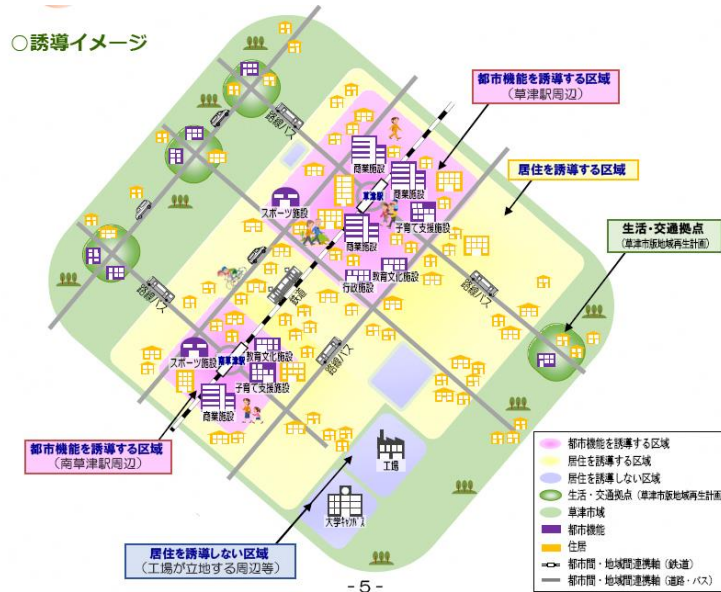 ○誘導イメージ
都市機能を誘導する区域
(草津駅周辺)
居住を誘導する区域
生活・交通拠点
(草津市版地域再生計画)
路線バス
商業施設
商業施設
草津駅
スポーツ施設
子育て支援施設
商業施設
教育文化施設
行政施設
鉄道
路線バス
路線バス
路線バス
スポーツ施設
南草津駅
教育文化施設
子育て支援施設
商業施設
都市機能を誘導する区域
(南草津駅周辺)
工場
大学キャンパス
居住を誘導しない区域
(工場が立地する周辺等)
都市機能を誘導する区域
居住を誘導する区域
居住を誘導しない区域
生活・交通拠点(草津市版地域再生計画)
草津市域
都市機能
住居
都市間・地域間連携軸(鉄道)
都市間・地域間連携軸(道路・バス)
-5-